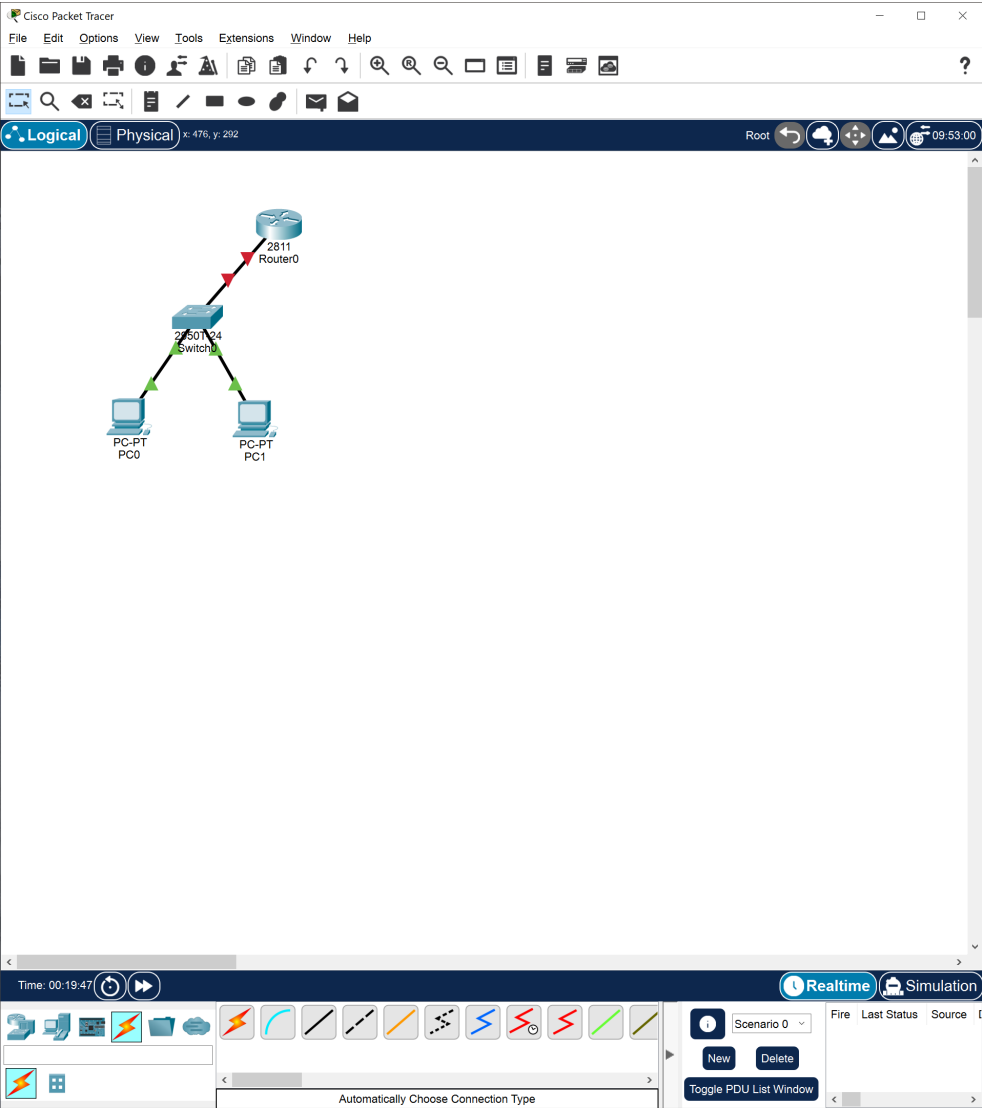 Cisco Packet Tracer
File Edit Options View Tools Extensions Window Help
?
Logical Physical x: 476, y: 292 Root 09:53:00
2811
Router0
2950T-24
Switch0
PC-PT
PC0
PC-PT
PC1
Time: 00:19:47 Realtime Simulation
Scenario 0
New Delete
Toggle PDU List Window
Fire Last Status Source
Automatically Choose Connection Type